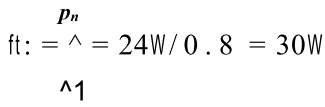 pn
ft: = ^ = 24W/0.8 = 30W
^1